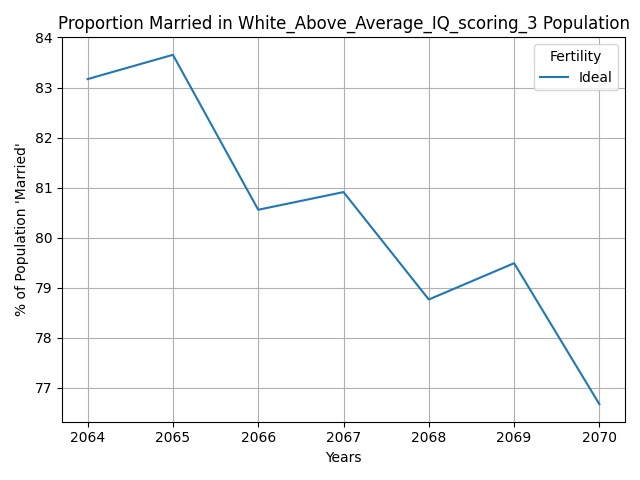 Proportion Married in White_Above_Average_IQ_scoring_3 Population
84
83
82
81
80
79
78
77
% of Population 'Married'
Fertility
Ideal
2064 2065 2066 2067 2068 2069 2070
Years